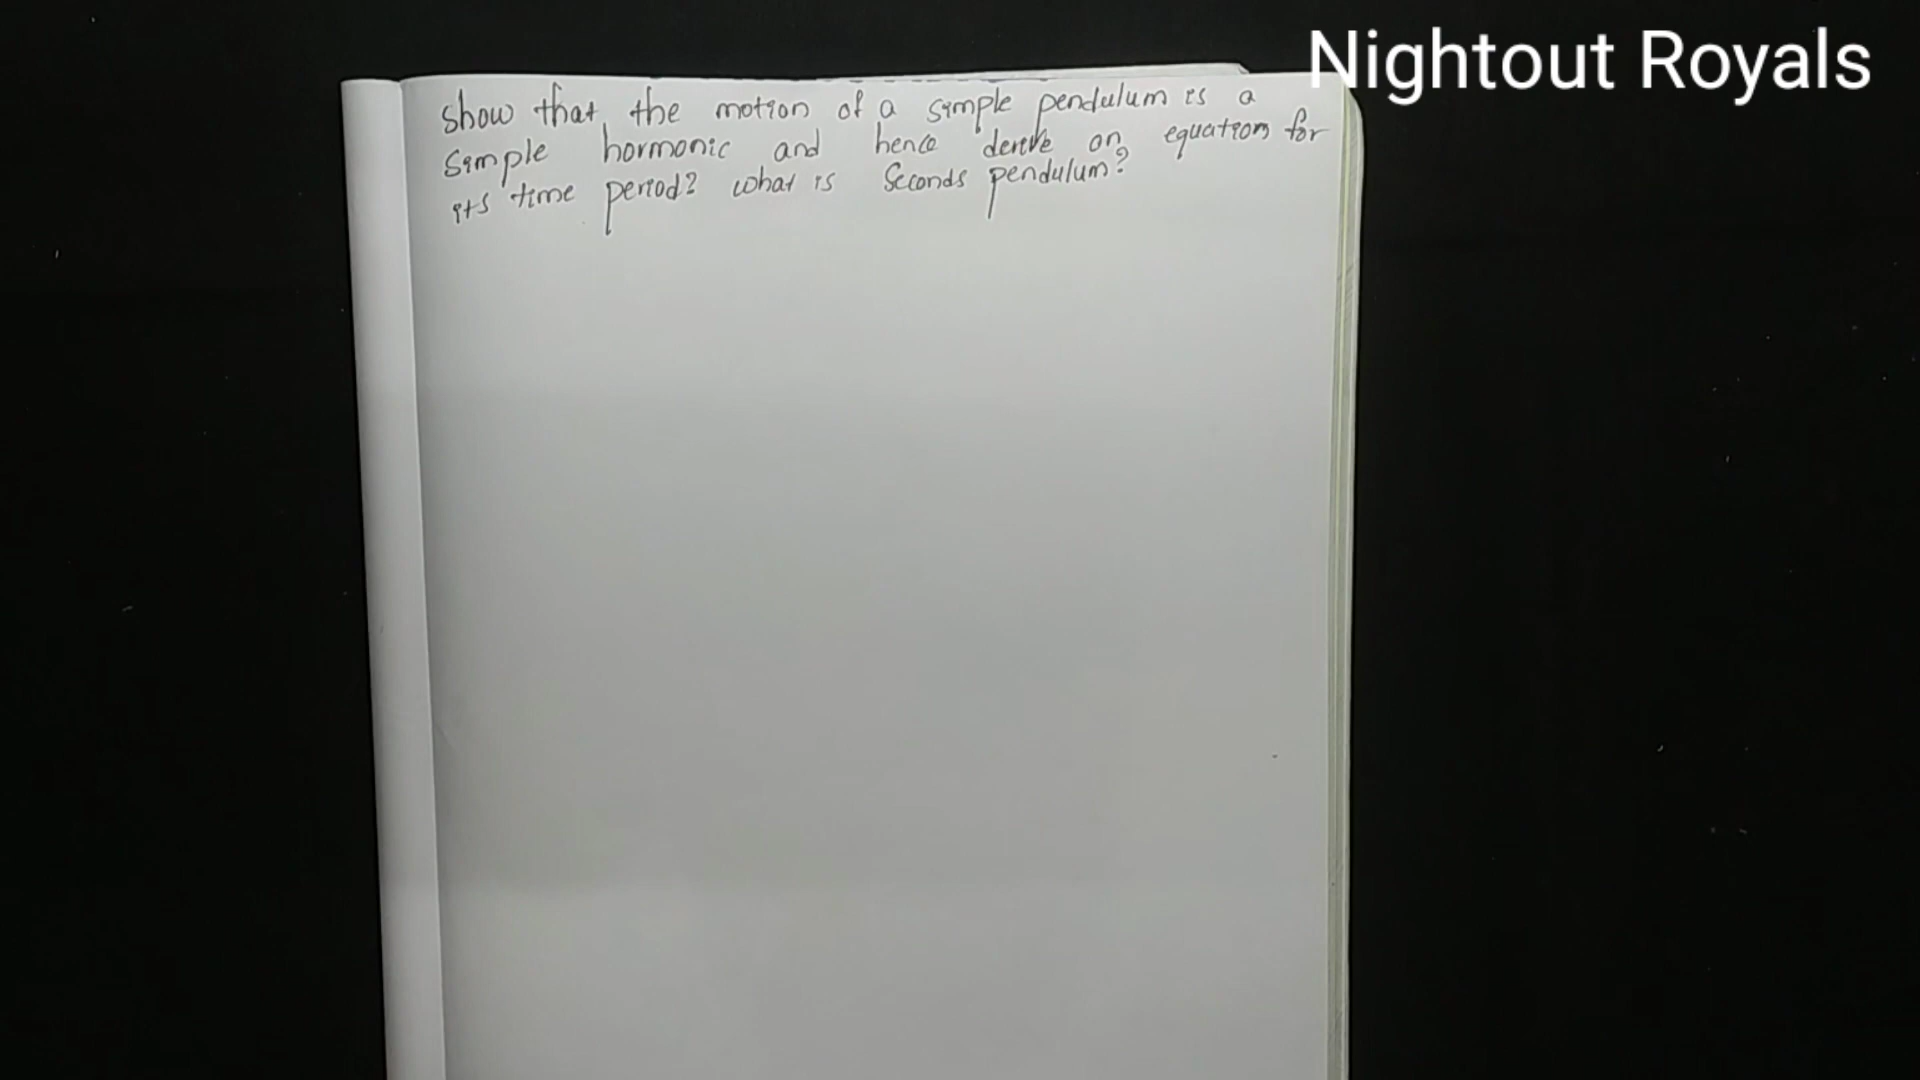 Nightout Royals
show that the motion of a simple pendulum is a
simple hormonic and hence derive on equation for
its time period? what is seconds pendulum?